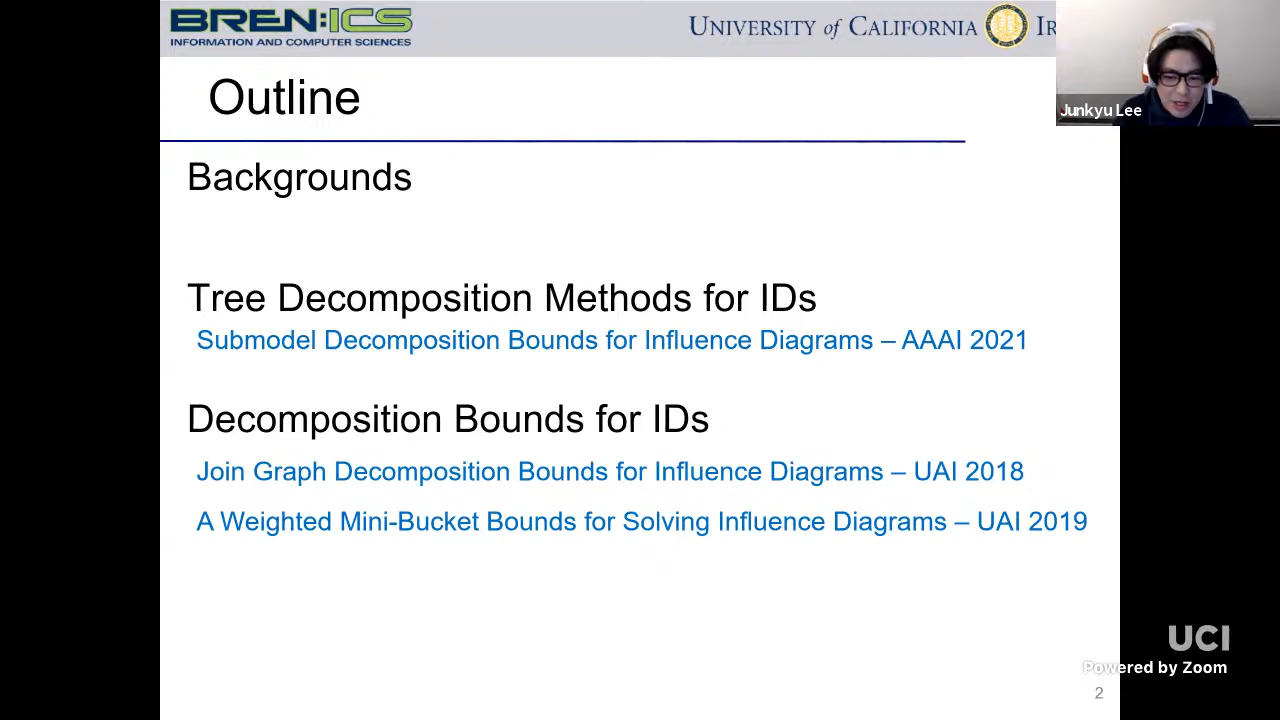 BREN:ICS
INFORMATION AND COMPUTER SCIENCES
UNIVERSITY of CALIFORNIA
Outline
Junkyu Lee
Backgrounds
Tree Decomposition Methods for IDs
Submodel Decomposition Bounds for Influence Diagrams – AAAI 2021
Decomposition Bounds for IDs
Join Graph Decomposition Bounds for Influence Diagrams – UAI 2018
A Weighted Mini-Bucket Bounds for Solving Influence Diagrams – UAI 2019
UCI
Powered by Zoom
2